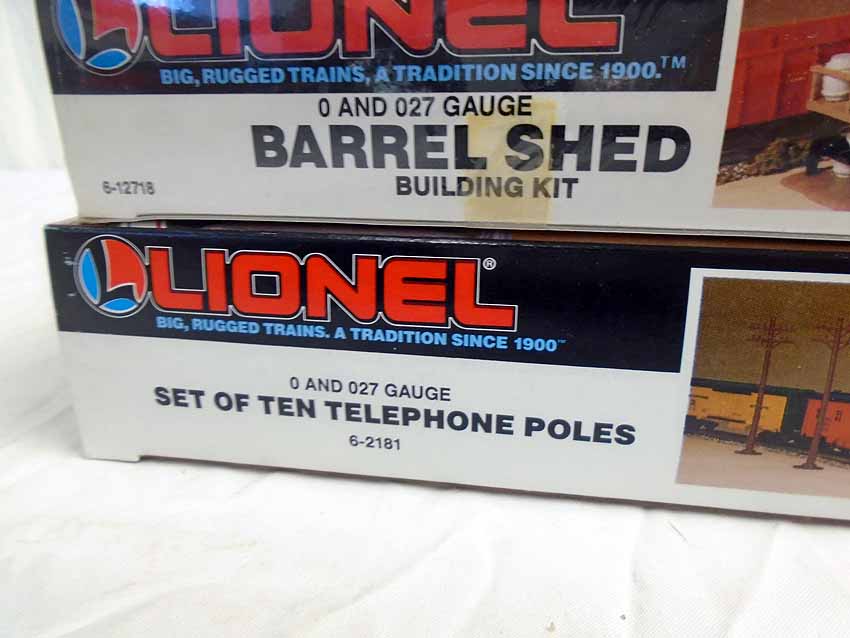 LIONEL
BIG, RUGGED TRAINS, A TRADITION SINCE 1900.™
0 AND 027 GAUGE
BARREL SHED
6-12718
BUILDING KIT
LIONEL®
BIG, RUGGED TRAINS. A TRADITION SINCE 1900™
0 AND 027 GAUGE
SET OF TEN TELEPHONE POLES
6-2181